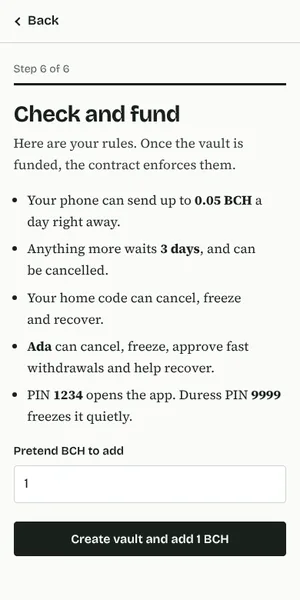 Back
Step 6 of 6
Check and fund
Here are your rules. Once the vault is
funded, the contract enforces them.
• Your phone can send up to 0.05 BCH a
day right away.
• Anything more waits 3 days, and can
be cancelled.
• Your home code can cancel, freeze
and recover.
• Ada can cancel, freeze, approve fast
withdrawals and help recover.
• PIN 1234 opens the app. Duress PIN 9999
freezes it quietly.
Pretend BCH to add
1
Create vault and add 1 BCH